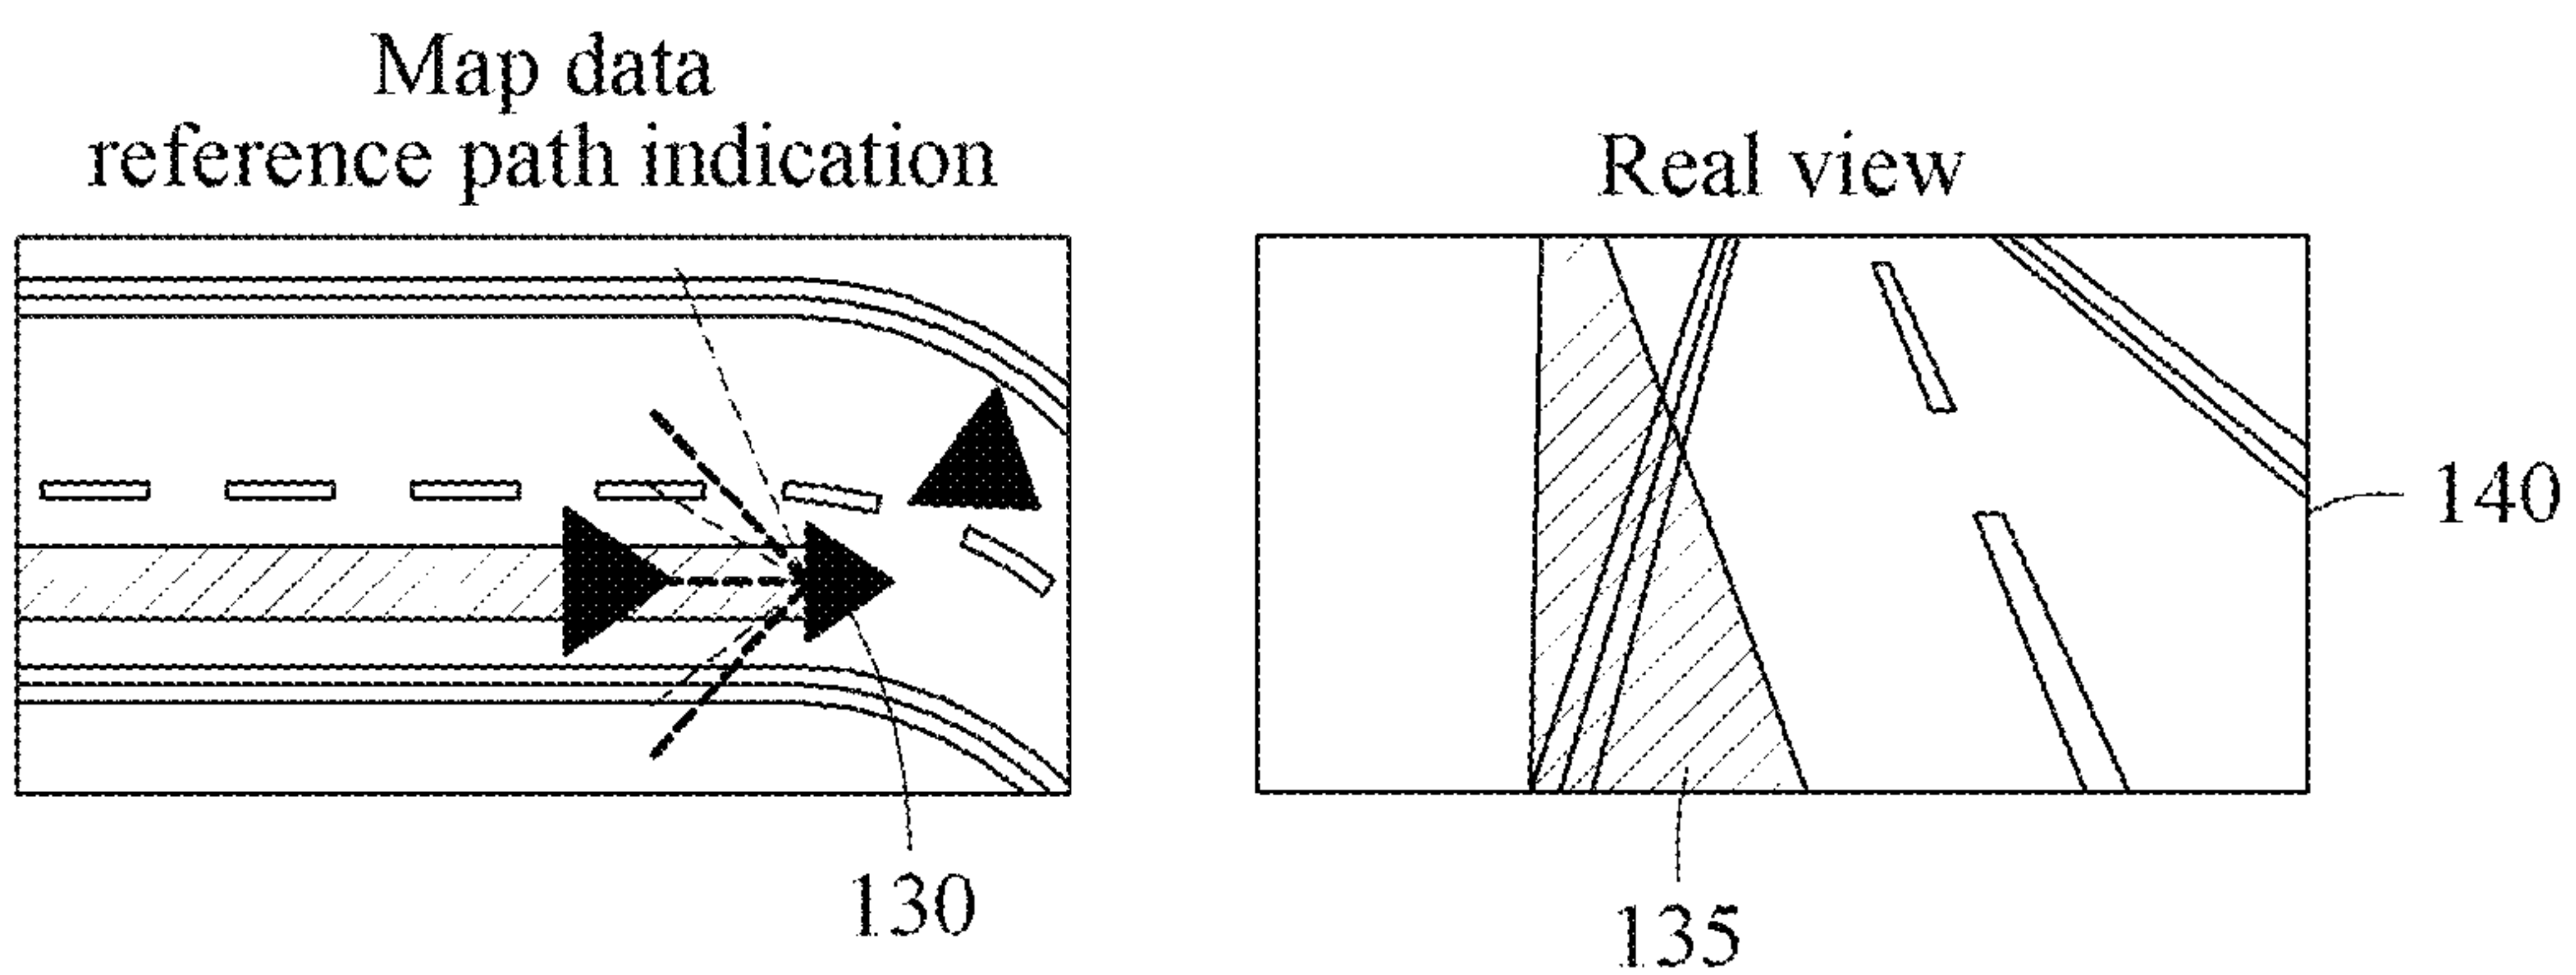 Map data
reference path indication
Real view
140
130
135